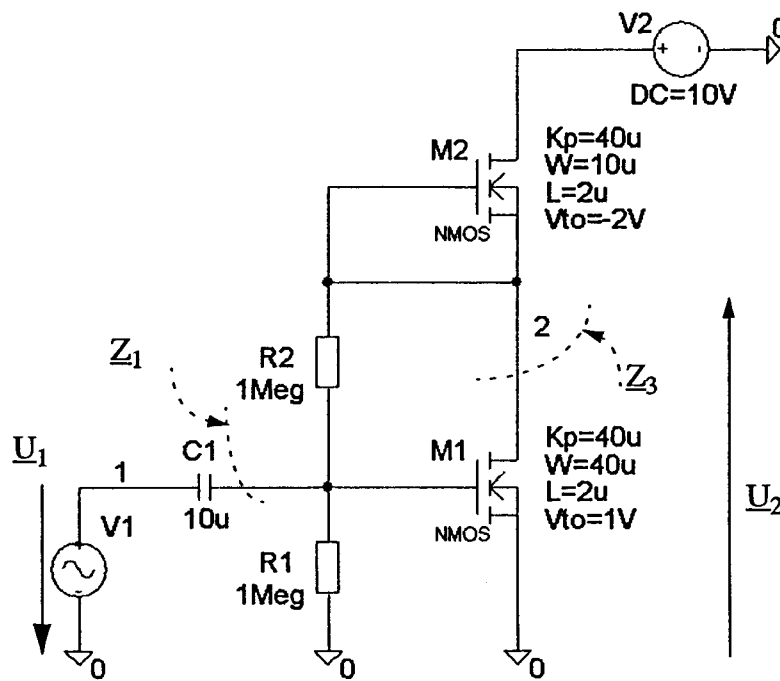 V2
0
+ -
DC=10V
M2
Kp=40u
W=10u
L=2u
Vto=-2V
NMOS
2
Z1
R2
1Meg
Z3
U1
1
C1
10u
V1
M1
Kp=40u
W=40u
L=2u
Vto=1V
NMOS
U2
R1
1Meg
0
0
0